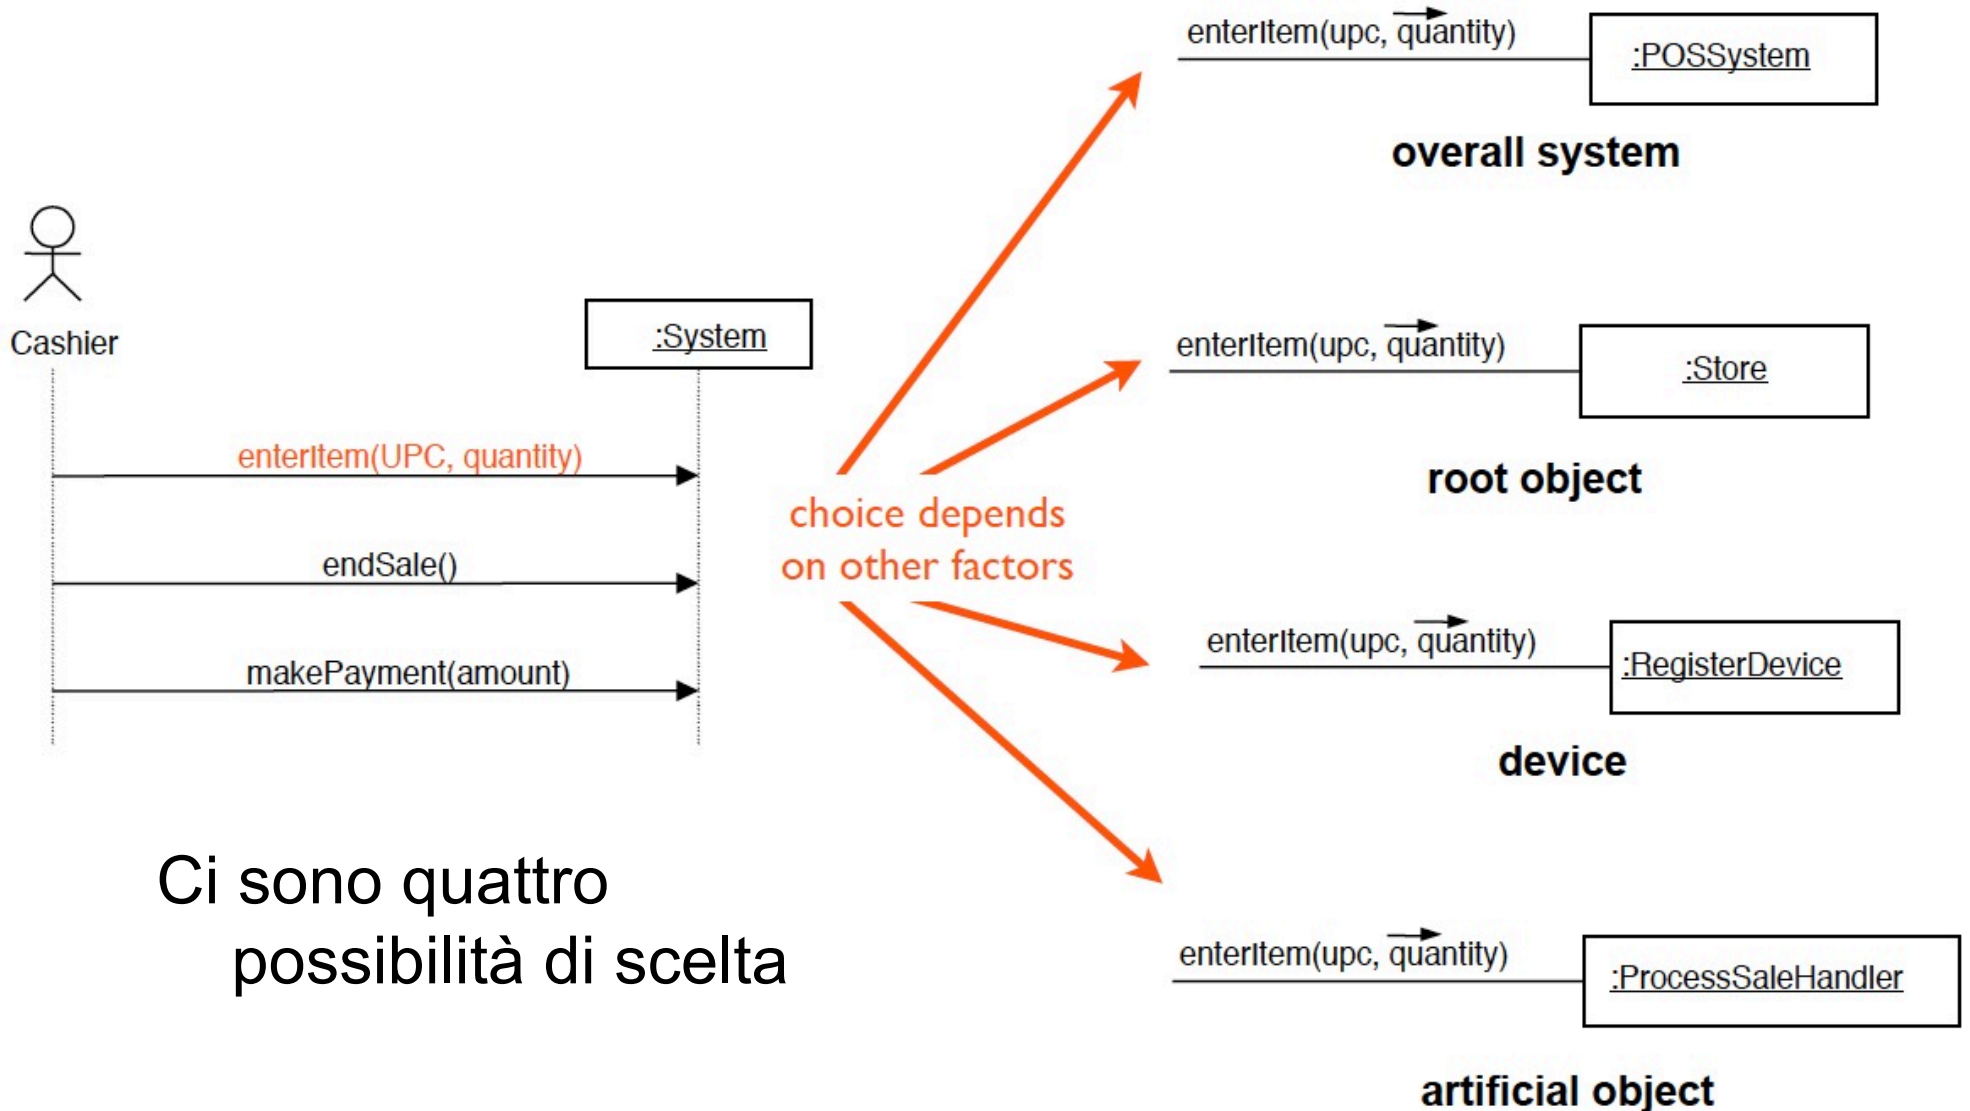 Cashier
:System
enterItem(UPC, quantity)
endSale()
makePayment(amount)
choice depends
on other factors
enterItem(upc, quantity)
:POSSystem
overall system
enterItem(upc, quantity)
:Store
root object
enterItem(upc, quantity)
:RegisterDevice
device
enterItem(upc, quantity)
:ProcessSaleHandler
artificial object
Ci sono quattro
possibilità di scelta